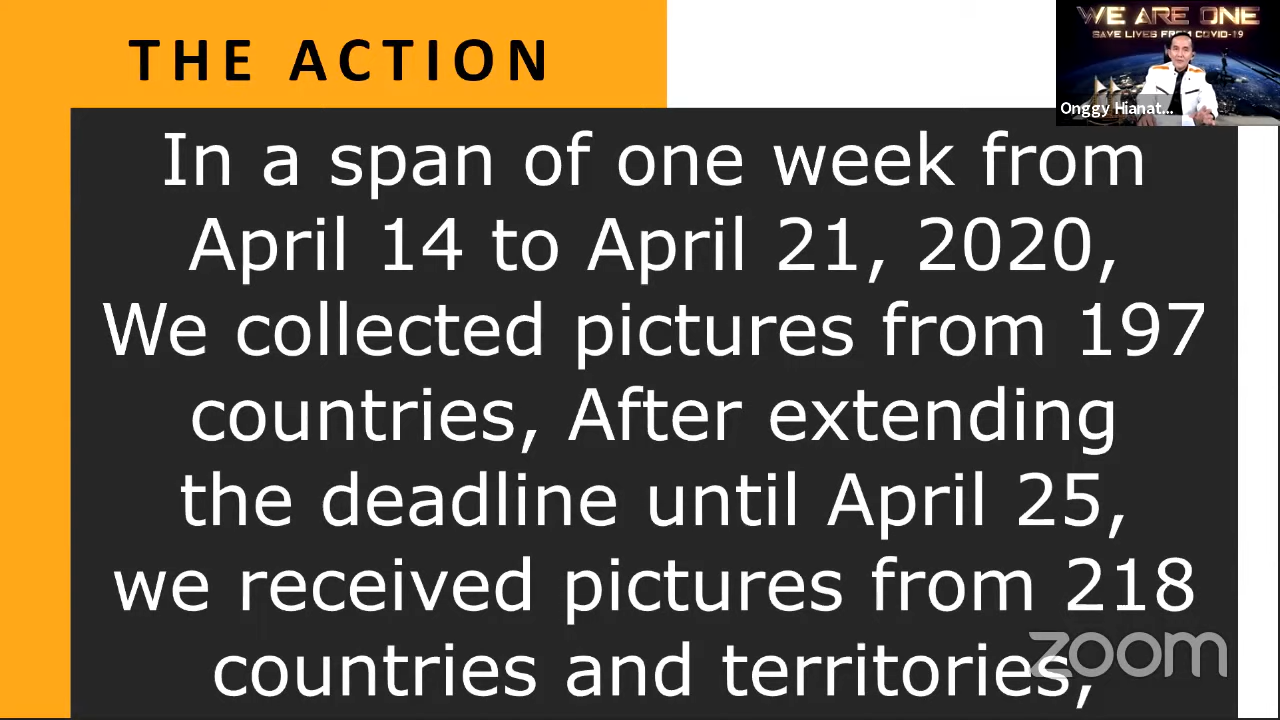 THE ACTION
WE ARE ONE
SAVE LIVES FROM COVID-19
Onggy Hianat...
In a span of one week from
April 14 to April 21, 2020,
We collected pictures from 197
countries, After extending
the deadline until April 25,
we received pictures from 218
countries and territories,
zoom